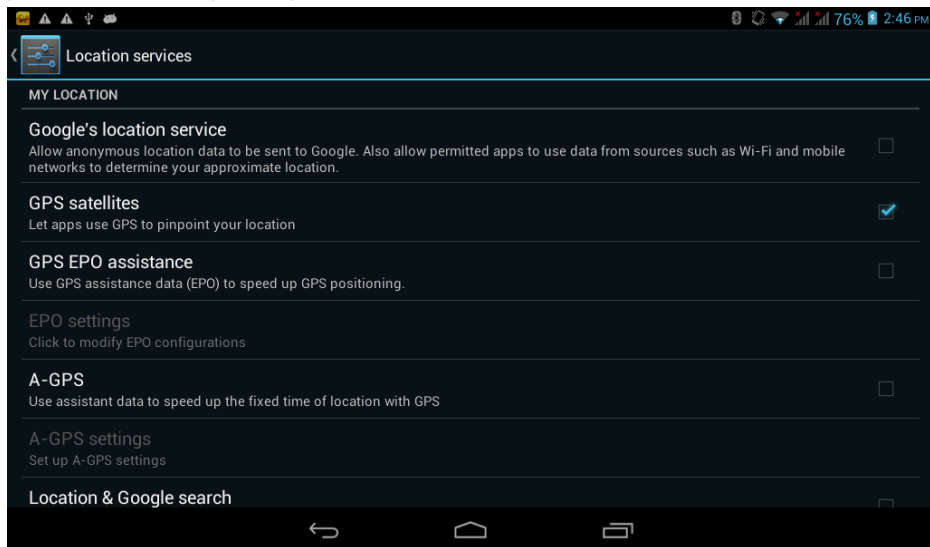 76% 2:46 PM
Location services
MY LOCATION
Google's location service
Allow anonymous location data to be sent to Google. Also allow permitted apps to use data from sources such as Wi-Fi and mobile
networks to determine your approximate location.
GPS satellites
Let apps use GPS to pinpoint your location
GPS EPO assistance
Use GPS assistance data (EPO) to speed up GPS positioning.
EPO settings
Click to modify EPO configurations
A-GPS
Use assistant data to speed up the fixed time of location with GPS
A-GPS settings
Set up A-GPS settings
Location & Google search